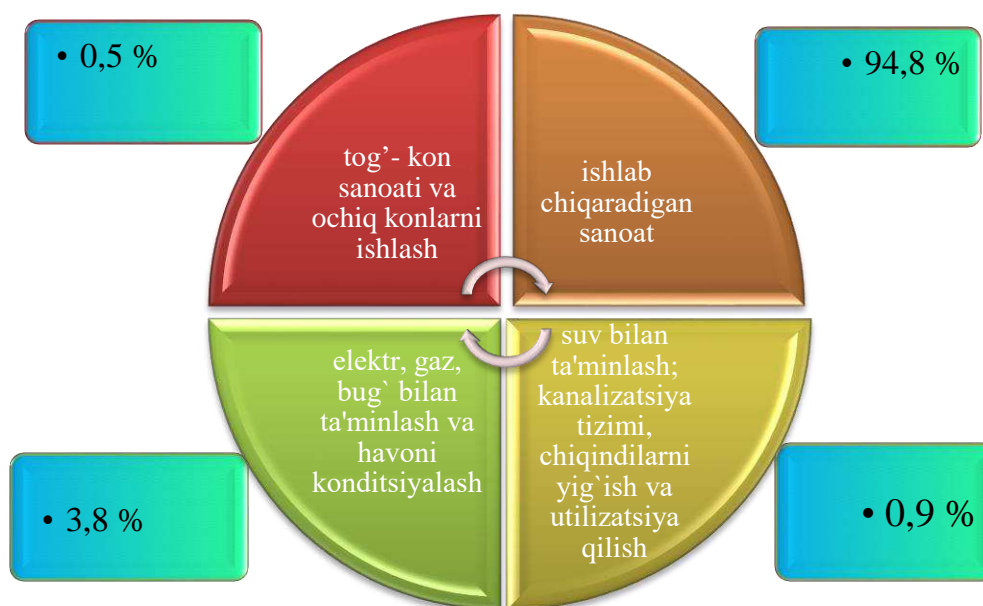 • 0,5 %
• 94,8 %
tog’- kon
sanoati va
ochiq konlarni
ishlash
ishlab
chiqaradigan
sanoat
elektr, gaz,
bug` bilan
ta'minlash va
havoni
konditsiyalash
suv bilan
ta'minlash;
kanalizatsiya
tizimi,
chiqindilarni
yig`ish va
utilizatsiya
qilish
• 3,8 %
• 0,9 %